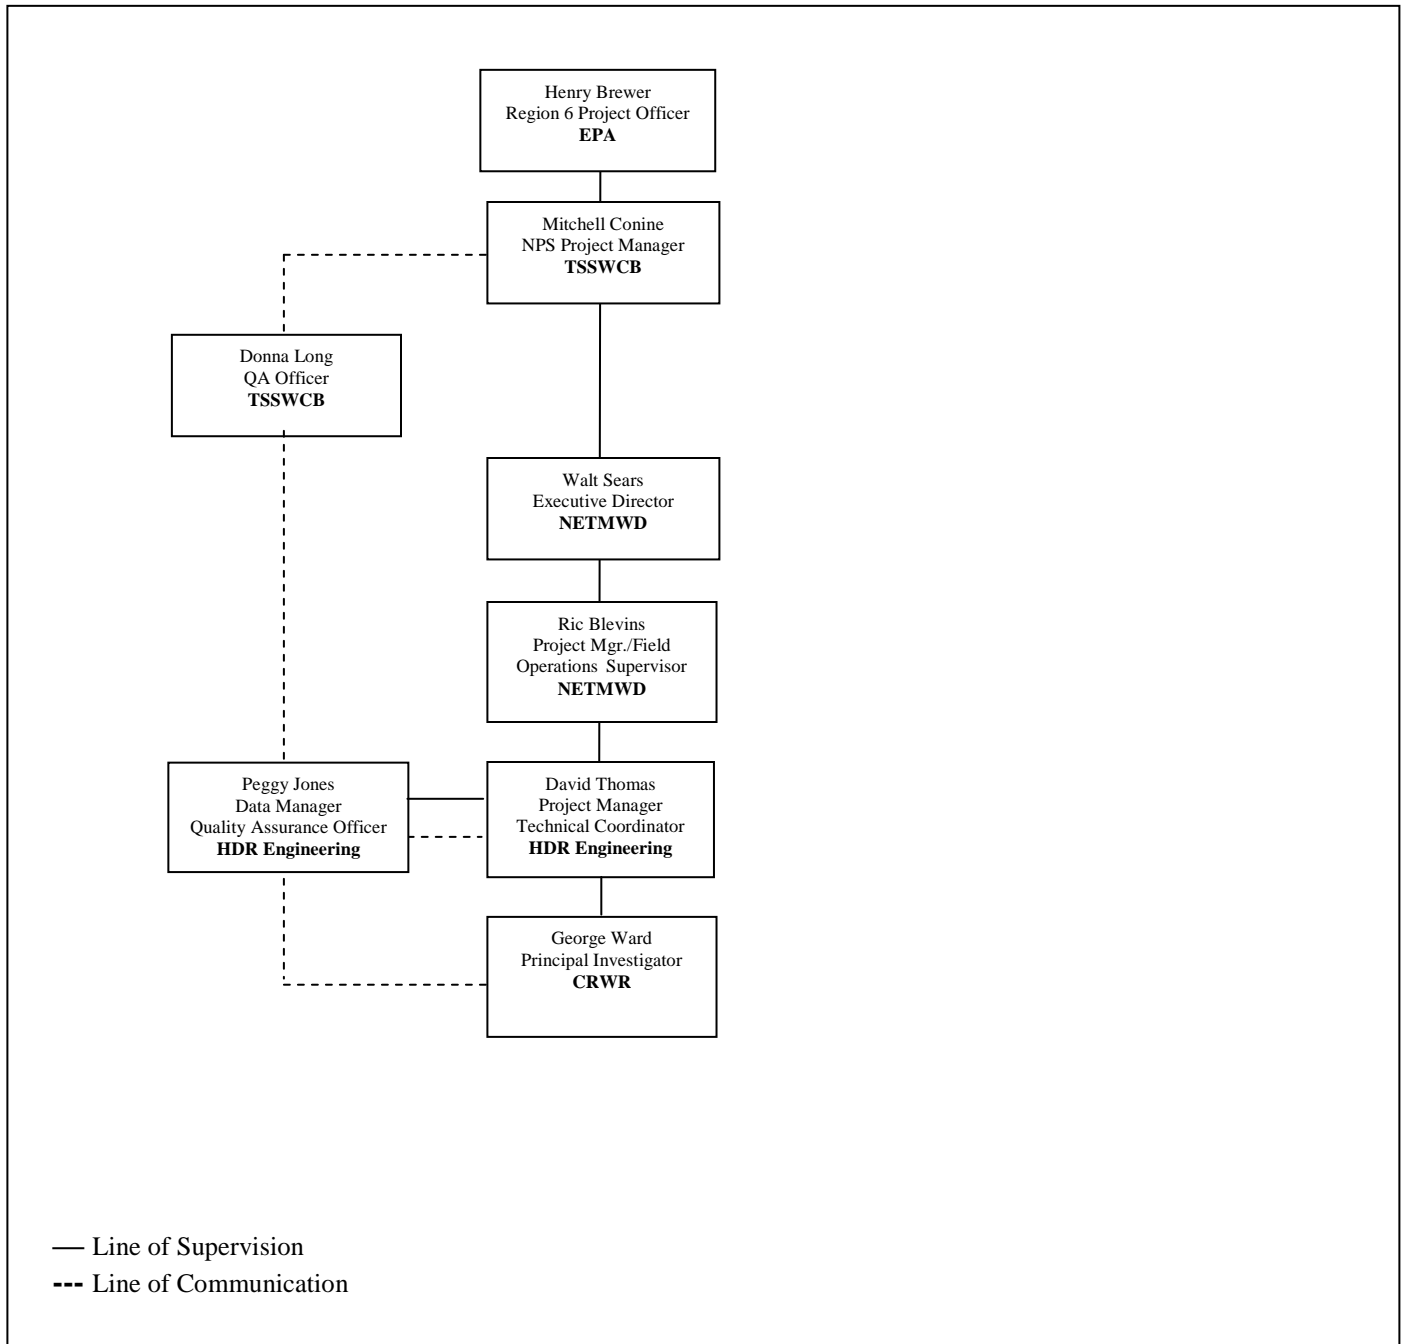 Henry Brewer
Region 6 Project Officer
EPA
Mitchell Conine
NPS Project Manager
TSSWCB
Donna Long
QA Officer
TSSWCB
Walt Sears
Executive Director
NETMWD
Ric Blevins
Project Mgr./Field
Operations Supervisor
NETMWD
Peggy Jones
Data Manager
Quality Assurance Officer
HDR Engineering
David Thomas
Project Manager
Technical Coordinator
HDR Engineering
George Ward
Principal Investigator
CRWR
Line of Supervision
Line of Communication